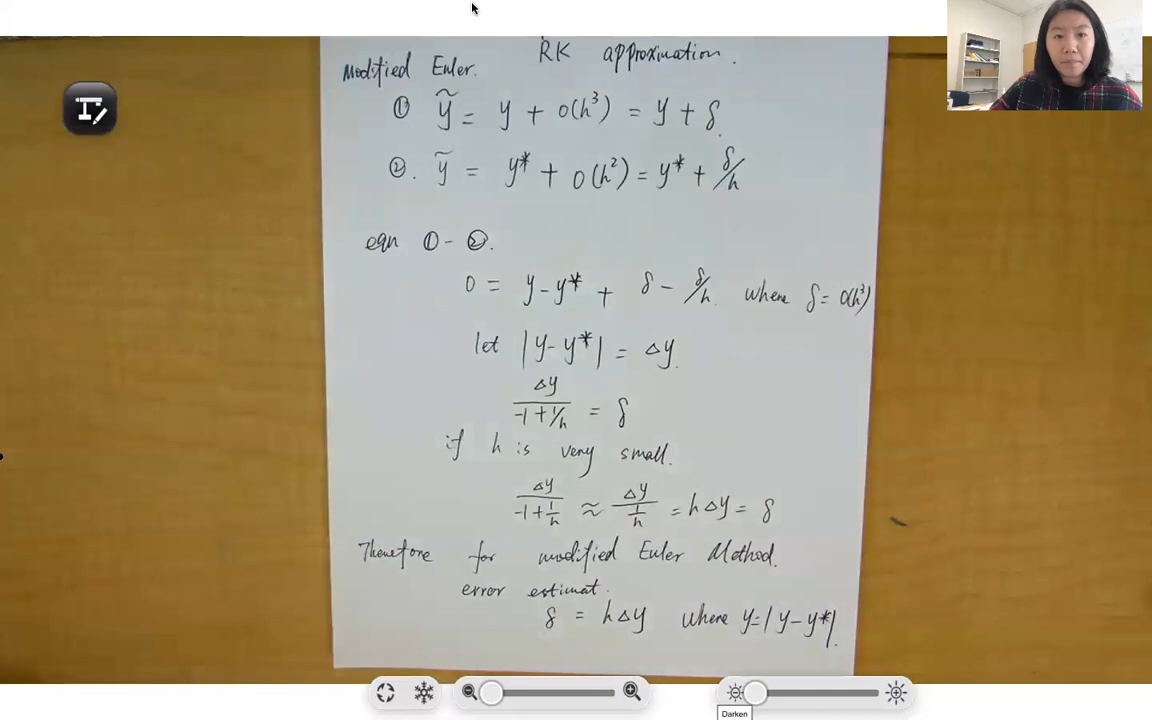 RK approximation.
Modified Euler.
① ỹ = y + O(h³) = y + δ.
②. ỹ = y* + O(h²) = y* + δ/h
eqn ① - ②.
0 = y - y* + δ - δ/h. where δ = O(h³)
let |y - y*| = Δy.
Δy / (-1 + 1/h) = δ
if h is very small.
Δy / (-1 + 1/h) ≈ Δy / (1/h) = hΔy = δ
Therefore for modified Euler Method.
error estimat.
δ = hΔy where y = |y - y*|.
Darken